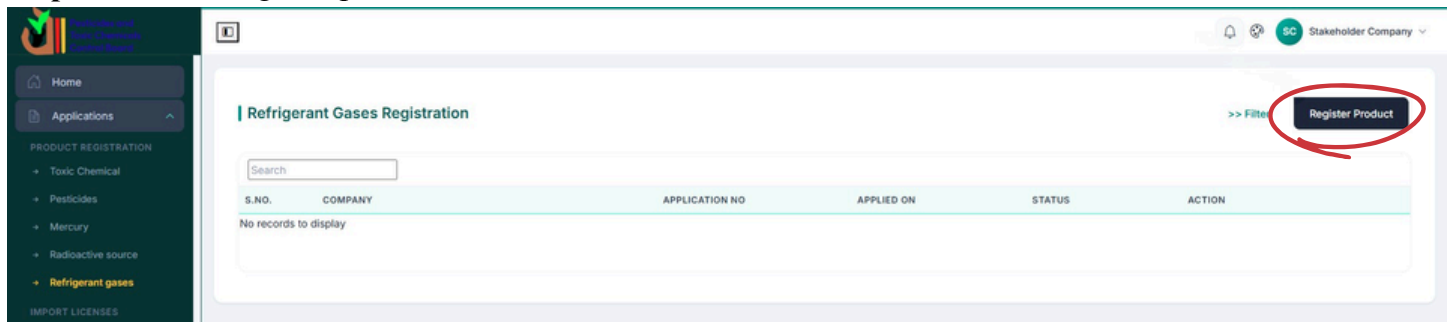 Home
Applications
PRODUCT REGISTRATION
Toxic Chemical
Pesticides
Mercury
Radioactive source
Refrigerant gases
IMPORT LICENSES
SC Stakeholder Company
Refrigerant Gases Registration
>> Filter
Register Product
Search
S.NO. COMPANY APPLICATION NO APPLIED ON STATUS ACTION
No records to display